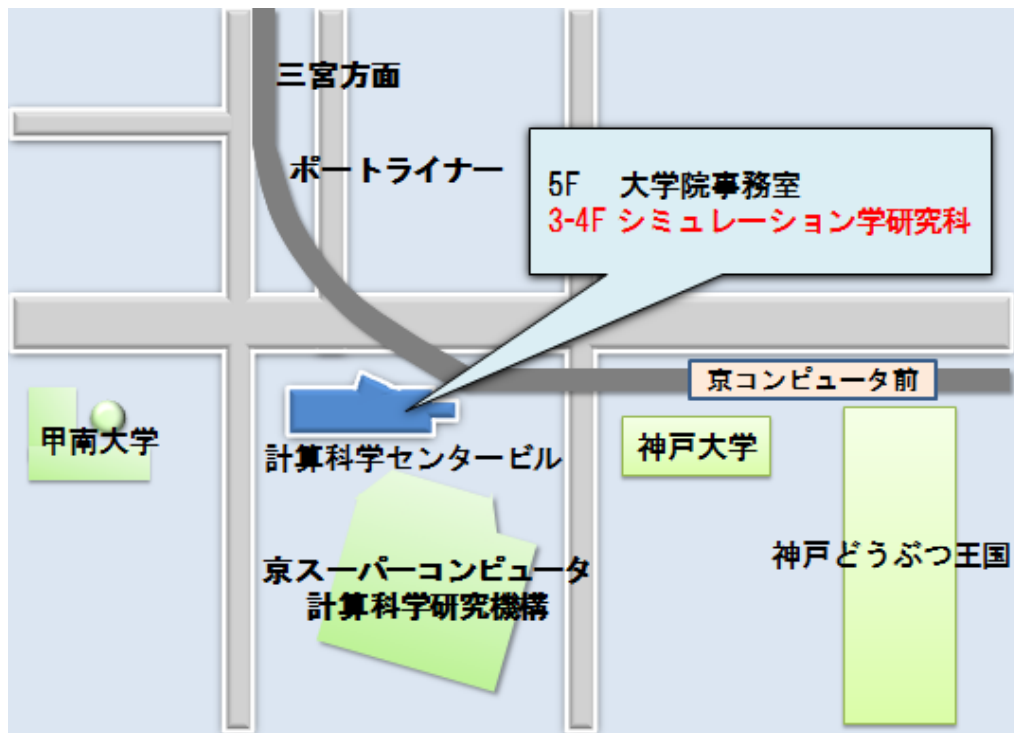 三宮方面
ポートライナー
5F 大学院事務室
3-4F シミュレーション学研究科
京コンピュータ前
甲南大学
計算科学センタービル
神戸大学
京スーパーコンピュータ
計算科学研究機構
神戸どうぶつ王国